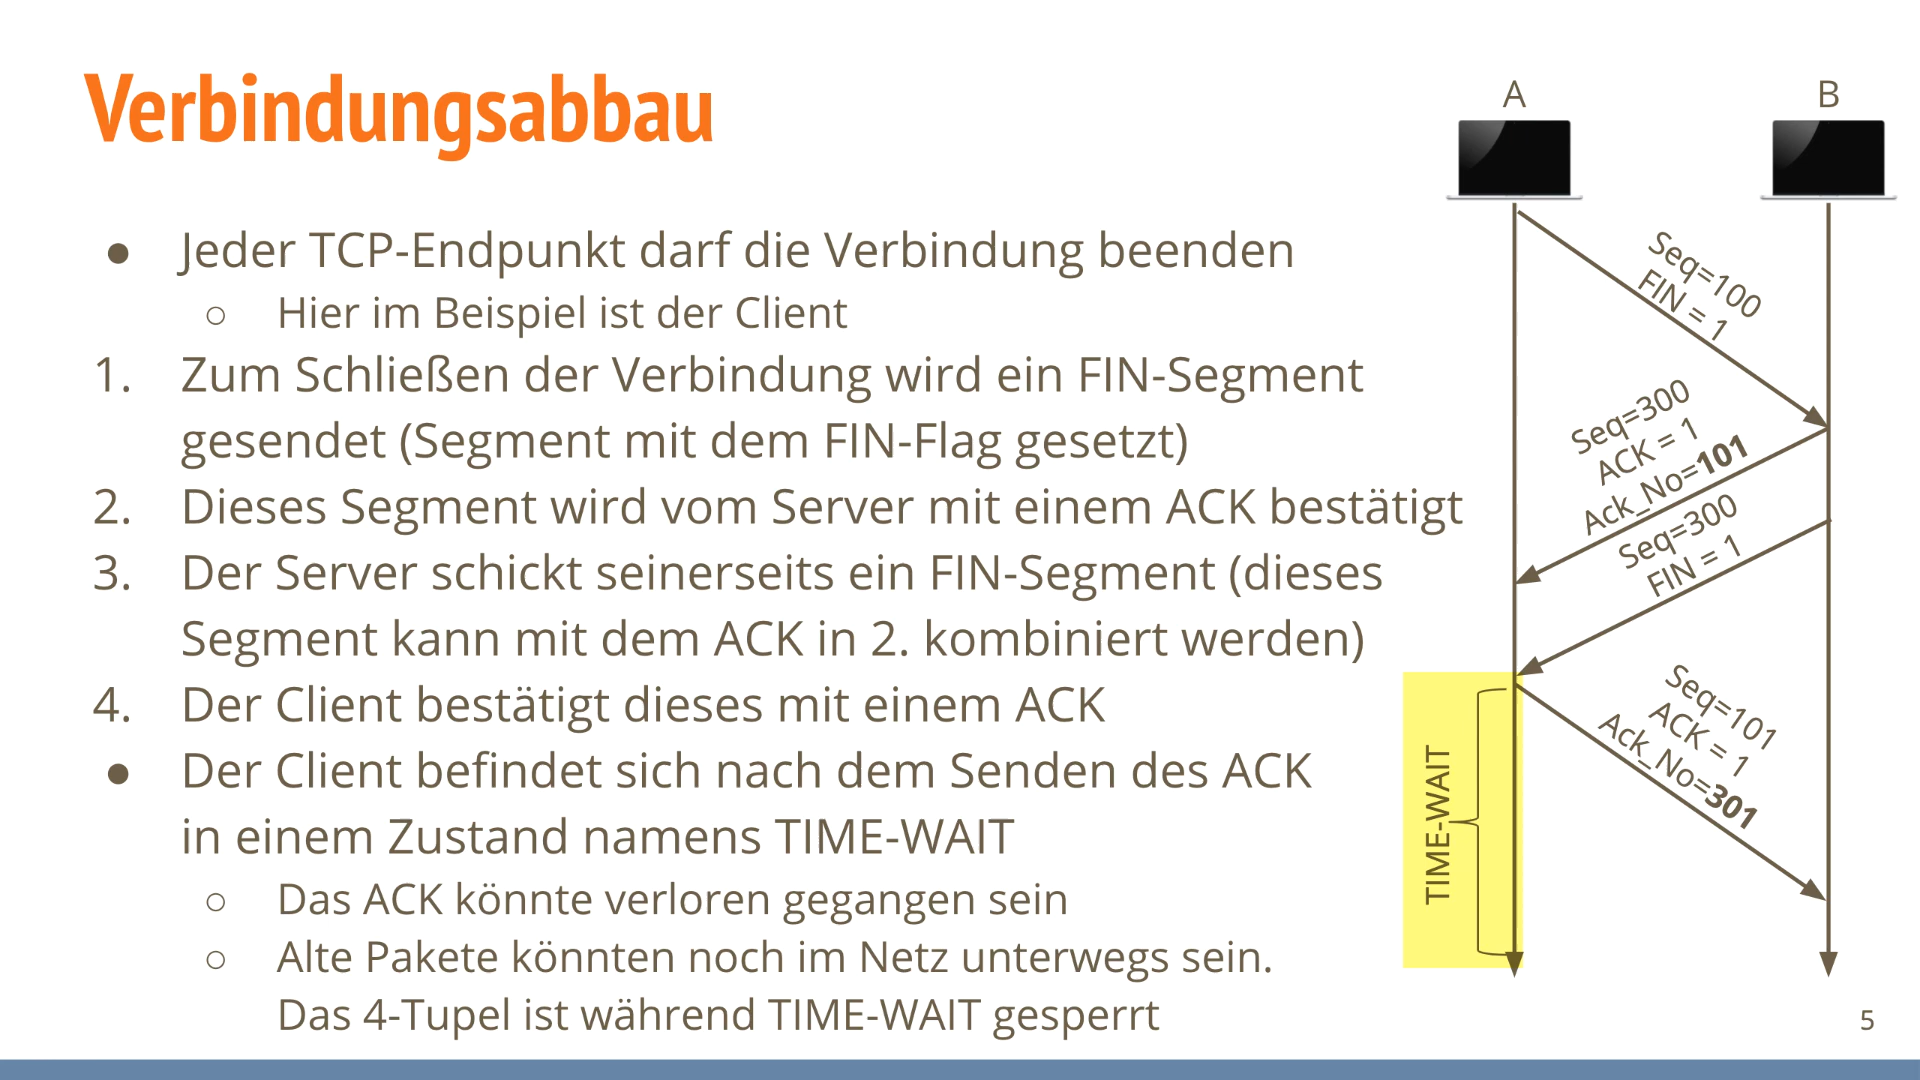 Verbindungsabbau
● Jeder TCP-Endpunkt darf die Verbindung beenden
○ Hier im Beispiel ist der Client
1. Zum Schließen der Verbindung wird ein FIN-Segment
gesendet (Segment mit dem FIN-Flag gesetzt)
2. Dieses Segment wird vom Server mit einem ACK bestätigt
3. Der Server schickt seinerseits ein FIN-Segment (dieses
Segment kann mit dem ACK in 2. kombiniert werden)
4. Der Client bestätigt dieses mit einem ACK
● Der Client befindet sich nach dem Senden des ACK
in einem Zustand namens TIME-WAIT
○ Das ACK könnte verloren gegangen sein
○ Alte Pakete könnten noch im Netz unterwegs sein.
Das 4-Tupel ist während TIME-WAIT gesperrt
A
B
Seq=100
FIN = 1
Seq=300
ACK = 1
Ack_No=101
Seq=300
FIN = 1
Seq=101
ACK = 1
Ack_No=301
TIME-WAIT
5